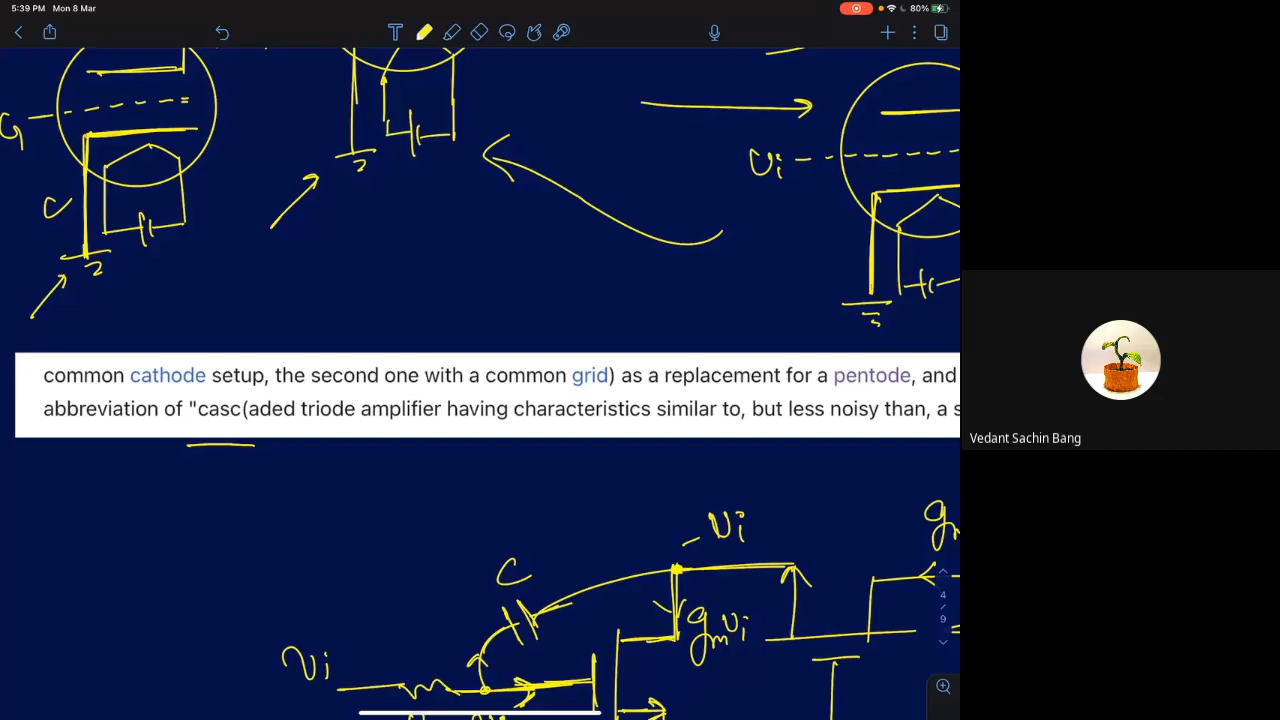 5:39 PM Mon 8 Mar
80%
T
G
Vi
C
common cathode setup, the second one with a common grid) as a replacement for a pentode, and
abbreviation of "casc(aded triode amplifier having characteristics similar to, but less noisy than, a s
- Vi
C
gmVi
Vi
4
/
9
Vedant Sachin Bang